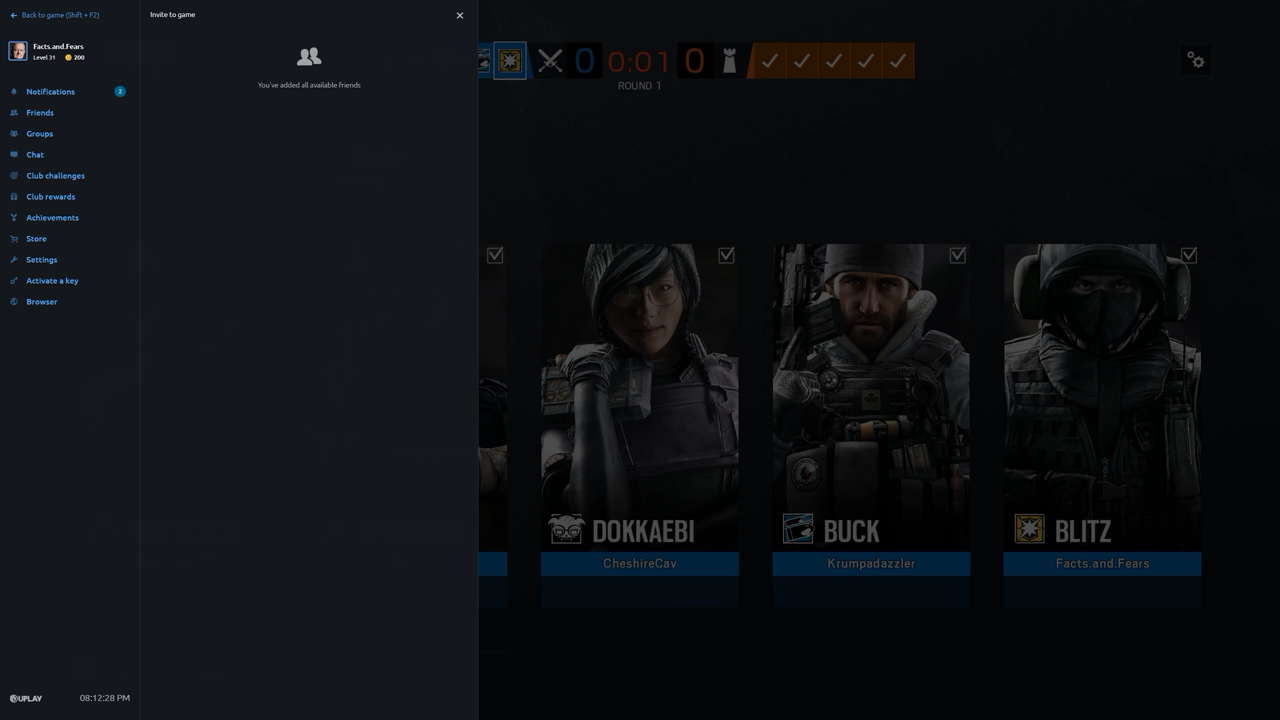 Back to game (Shift + F2)
Invite to game
Facts.and.Fears
Level 31
200
0
0:01
0
ROUND 1
You've added all available friends
Notifications
2
Friends
Groups
Chat
Club challenges
Club rewards
Achievements
Store
Settings
Activate a key
Browser
DOKKAEBI
BUCK
BLITZ
CheshireCav
Krumpadazzler
Facts.and.Fears
UPLAY
08:12:28 PM